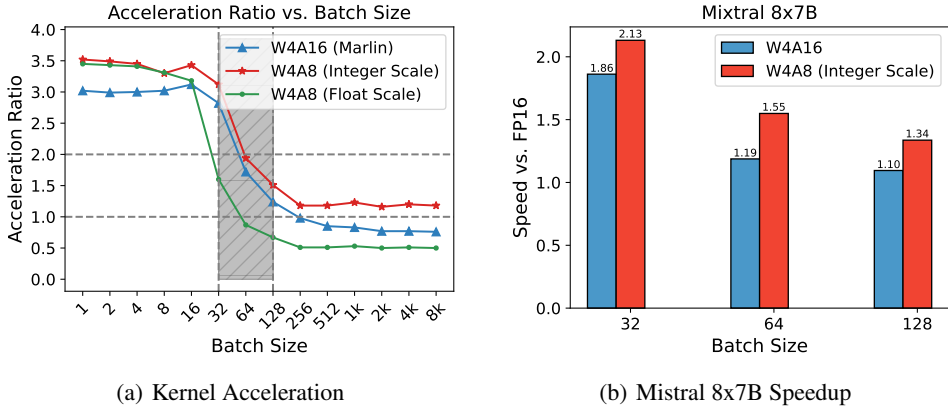 Acceleration Ratio vs. Batch Size
Acceleration Ratio
4.0
3.5
3.0
2.5
2.0
1.5
1.0
0.5
0.0
W4A16 (Marlin)
W4A8 (Integer Scale)
W4A8 (Float Scale)
1 2 4 8 16 32 64 128 256 512 1k 2k 4k 8k
Batch Size
(a) Kernel Acceleration
Mixtral 8x7B
Speed vs. FP16
2.0
1.5
1.0
0.5
0.0
W4A16
W4A8 (Integer Scale)
1.86 2.13
1.19 1.55
1.10 1.34
32 64 128
Batch Size
(b) Mistral 8x7B Speedup